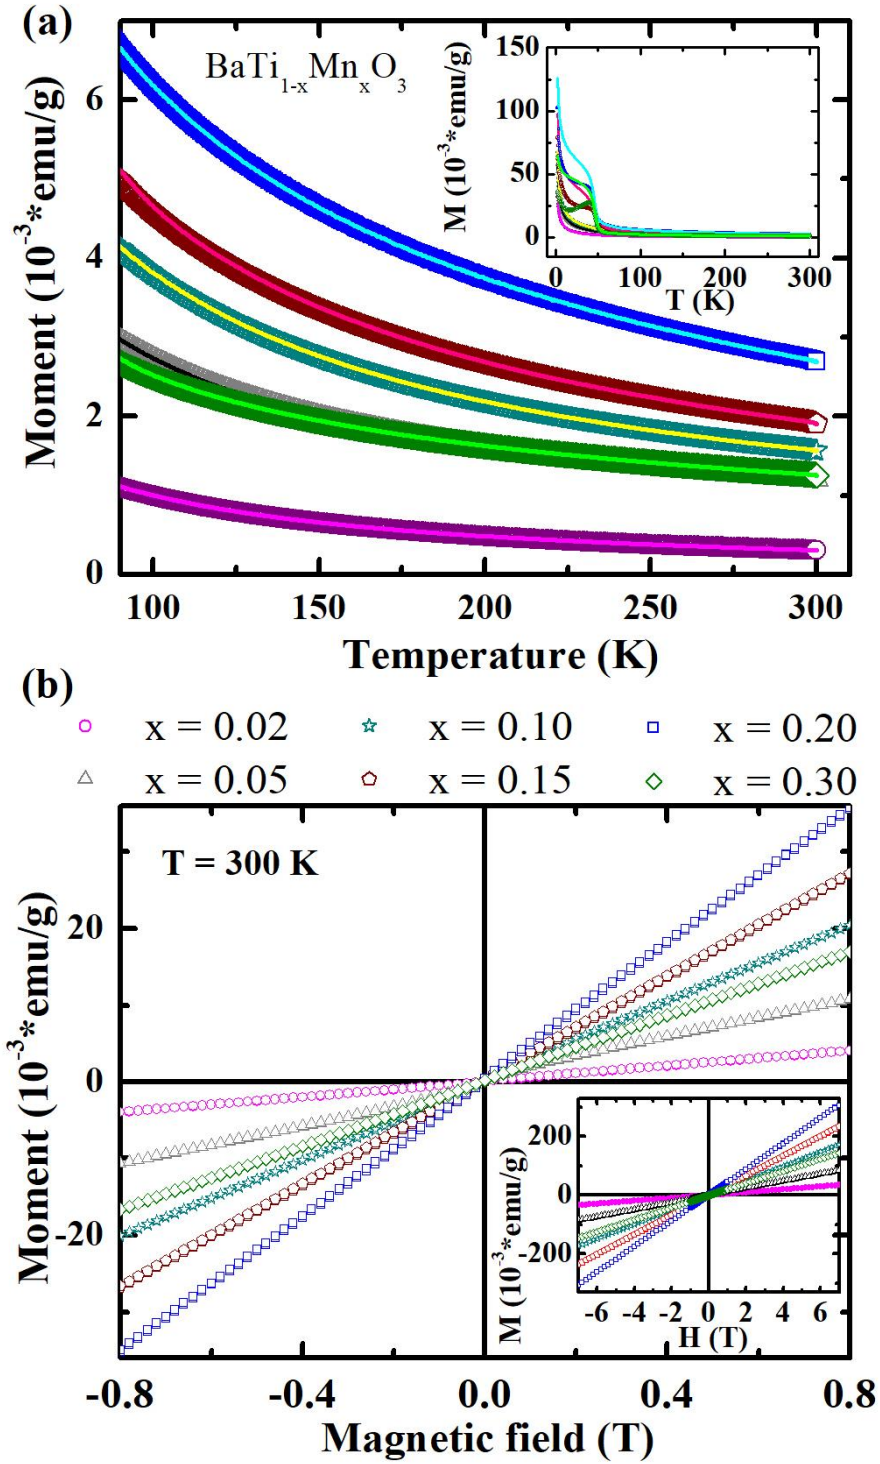 (a)
BaTi1-xMnxO3
Moment (10-3*emu/g)
6
4
2
0
100 150 200 250 300
Temperature (K)
M (10-3*emu/g)
150
100
50
0
0 100 200 300
T (K)
(b)
x = 0.02 x = 0.10 x = 0.20
x = 0.05 x = 0.15 x = 0.30
T = 300 K
Moment (10-3*emu/g)
20
0
-20
-0.8 -0.4 0.0 0.4 0.8
Magnetic field (T)
M (10-3*emu/g)
200
0
-200
-6 -4 -2 0 2 4 6
H (T)